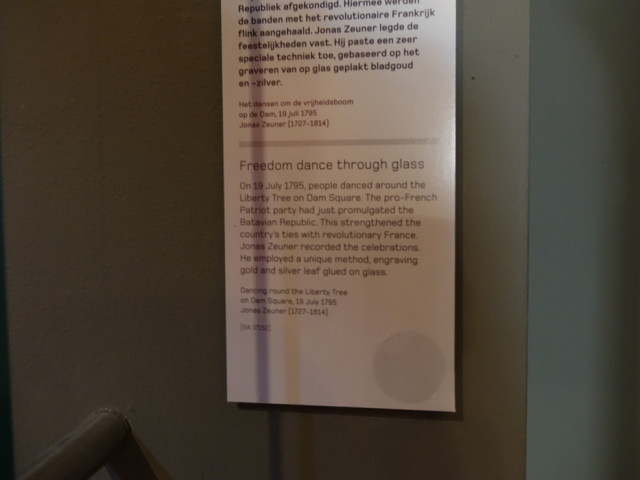 Republiek afgekondigd. Hiermee werden
de banden met het revolutionaire Frankrijk
flink aangehaald. Jonas Zeuner legde de
feestelijkheden vast. Hij paste een zeer
speciale techniek toe, gebaseerd op het
graveren van op glas geplakt bladgoud
en -zilver.
Het dansen om de vrijheidsboom
op de Dam, 19 juli 1795
Jonas Zeuner (1727-1814)
Freedom dance through glass
On 19 July 1795, people danced around the
Liberty Tree on Dam Square. The pro-French
Patriot party had just promulgated the
Batavian Republic. This strengthened the
country's ties with revolutionary France.
Jonas Zeuner recorded the celebrations.
He employed a unique method, engraving
gold and silver leaf glued on glass.
Dancing round the Liberty Tree
on Dam Square, 19 July 1795
Jonas Zeuner (1727-1814)